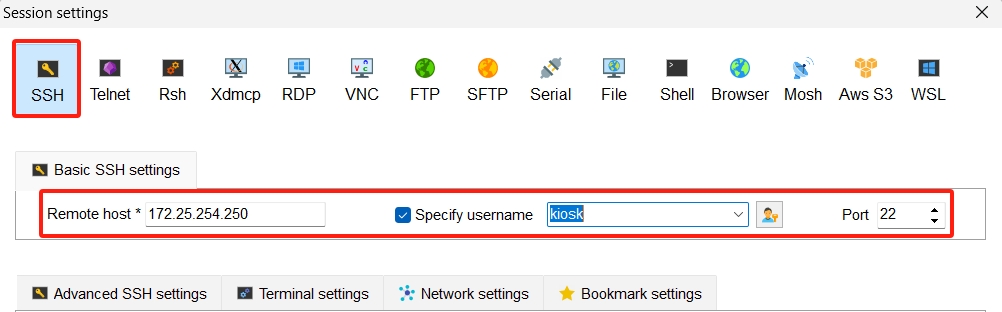 Session settings
SSH Telnet Rsh Xdmcp RDP VNC FTP SFTP Serial File Shell Browser Mosh Aws S3 WSL
Basic SSH settings
Remote host * 172.25.254.250 Specify username kiosk Port 22
Advanced SSH settings Terminal settings Network settings Bookmark settings